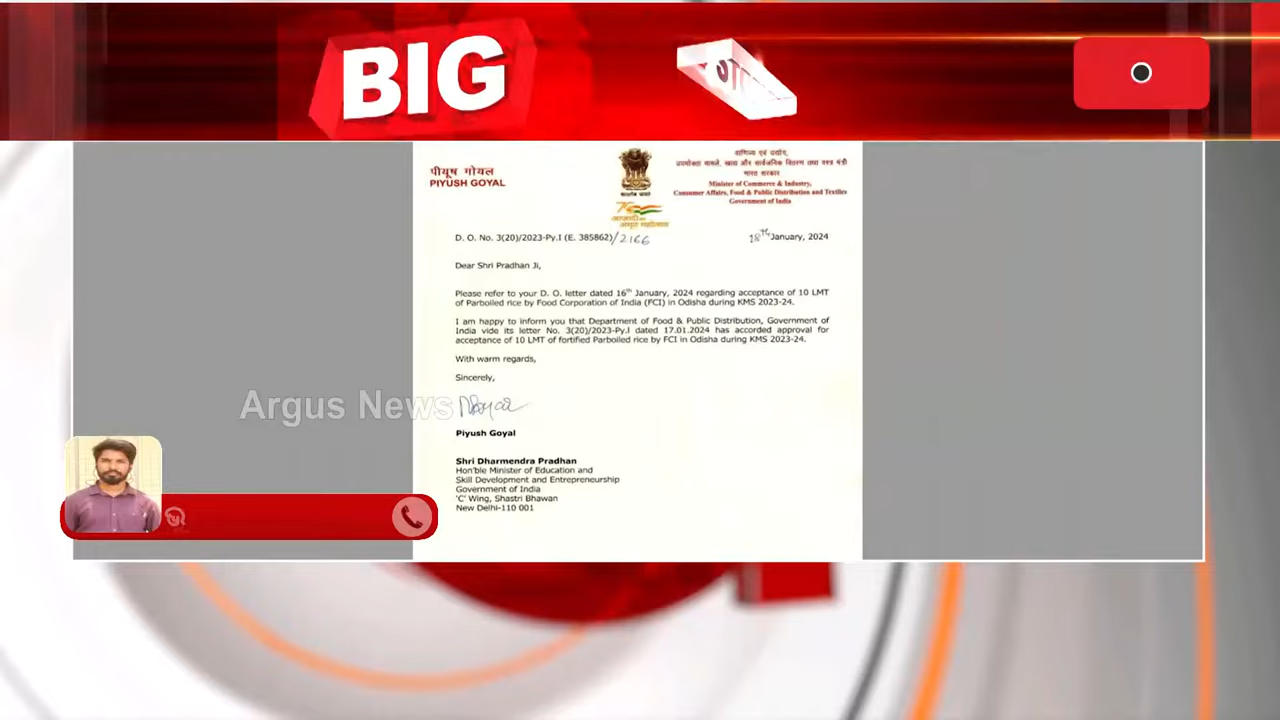 BIG
पीयूष गोयल
PIYUSH GOYAL
वाणिज्य एवं उद्योग,
उपभोक्ता मामले, खाद्य और सार्वजनिक वितरण तथा वस्त्र मंत्री
भारत सरकार
Minister of Commerce & Industry,
Consumer Affairs, Food & Public Distribution and Textiles
Government of India
सत्यमेव जयते
आज़ादी का
अमृत महोत्सव
D. O. No. 3(20)/2023-Py.I (E. 385862)/2166
18th January, 2024
Dear Shri Pradhan Ji,
Please refer to your D. O. letter dated 16th January, 2024 regarding acceptance of 10 LMT
of Parboiled rice by Food Corporation of India (FCI) in Odisha during KMS 2023-24.
I am happy to inform you that Department of Food & Public Distribution, Government of
India vide its letter No. 3(20)/2023-Py.I dated 17.01.2024 has accorded approval for
acceptance of 10 LMT of fortified Parboiled rice by FCI in Odisha during KMS 2023-24.
With warm regards,
Sincerely,
Argus News
Piyush Goyal
Shri Dharmendra Pradhan
Hon'ble Minister of Education and
Skill Development and Entrepreneurship
Government of India
'C' Wing, Shastri Bhawan
New Delhi-110 001